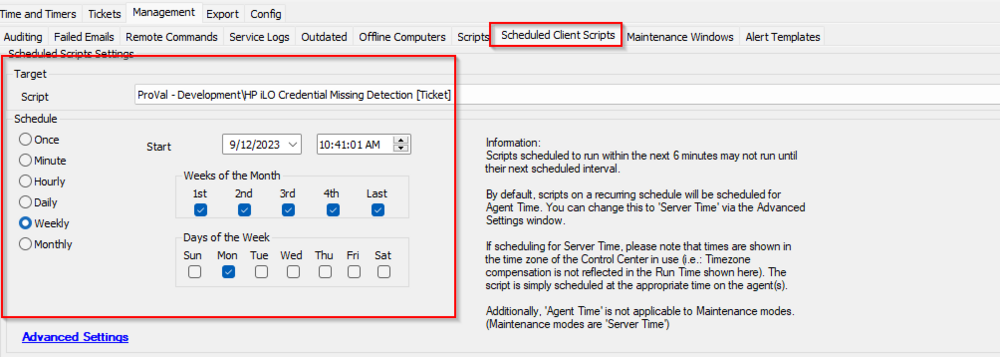 Time and Timers Tickets Management Export Config
Auditing Failed Emails Remote Commands Service Logs Outdated Offline Computers Scripts Scheduled Client Scripts Maintenance Windows Alert Templates
Scheduled Scripts Settings
Target
Script ProVal - Development\HP iLO Credential Missing Detection [Ticket]
Schedule
Once
Minute
Hourly
Daily
Weekly
Monthly
Start 9/12/2023 10:41:01 AM
Weeks of the Month
1st 2nd 3rd 4th Last
Days of the Week
Sun Mon Tue Wed Thu Fri Sat
Information:
Scripts scheduled to run within the next 6 minutes may not run until
their next scheduled interval.
By default, scripts on a recurring schedule will be scheduled for
Agent Time. You can change this to 'Server Time' via the Advanced
Settings window.
If scheduling for Server Time, please note that times are shown in
the time zone of the Control Center in use (i.e.: Timezone
compensation is not reflected in the Run Time shown here). The
script is simply scheduled at the appropriate time on the agent(s).
Additionally, 'Agent Time' is not applicable to Maintenance modes.
(Maintenance modes are 'Server Time')
Advanced Settings